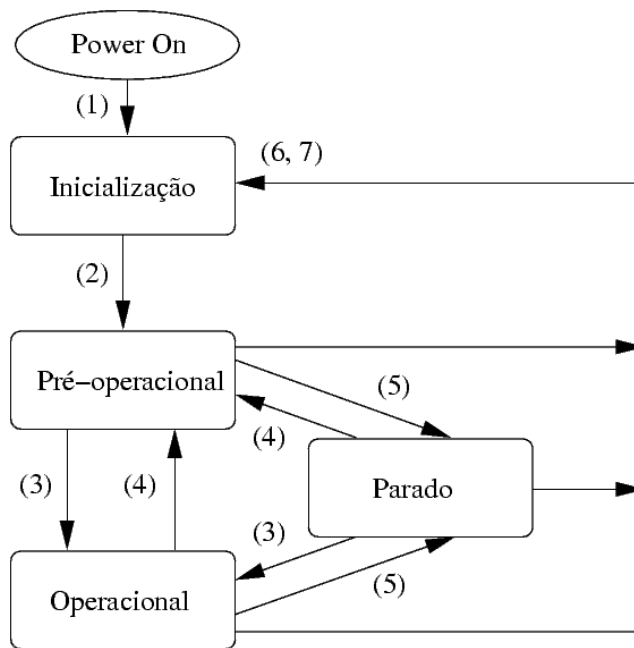 Power On
(1)
(6, 7)
Inicialização
(2)
Pré-operacional
(5)
(4)
(3)
(4)
Parado
(3)
Operacional
(5)